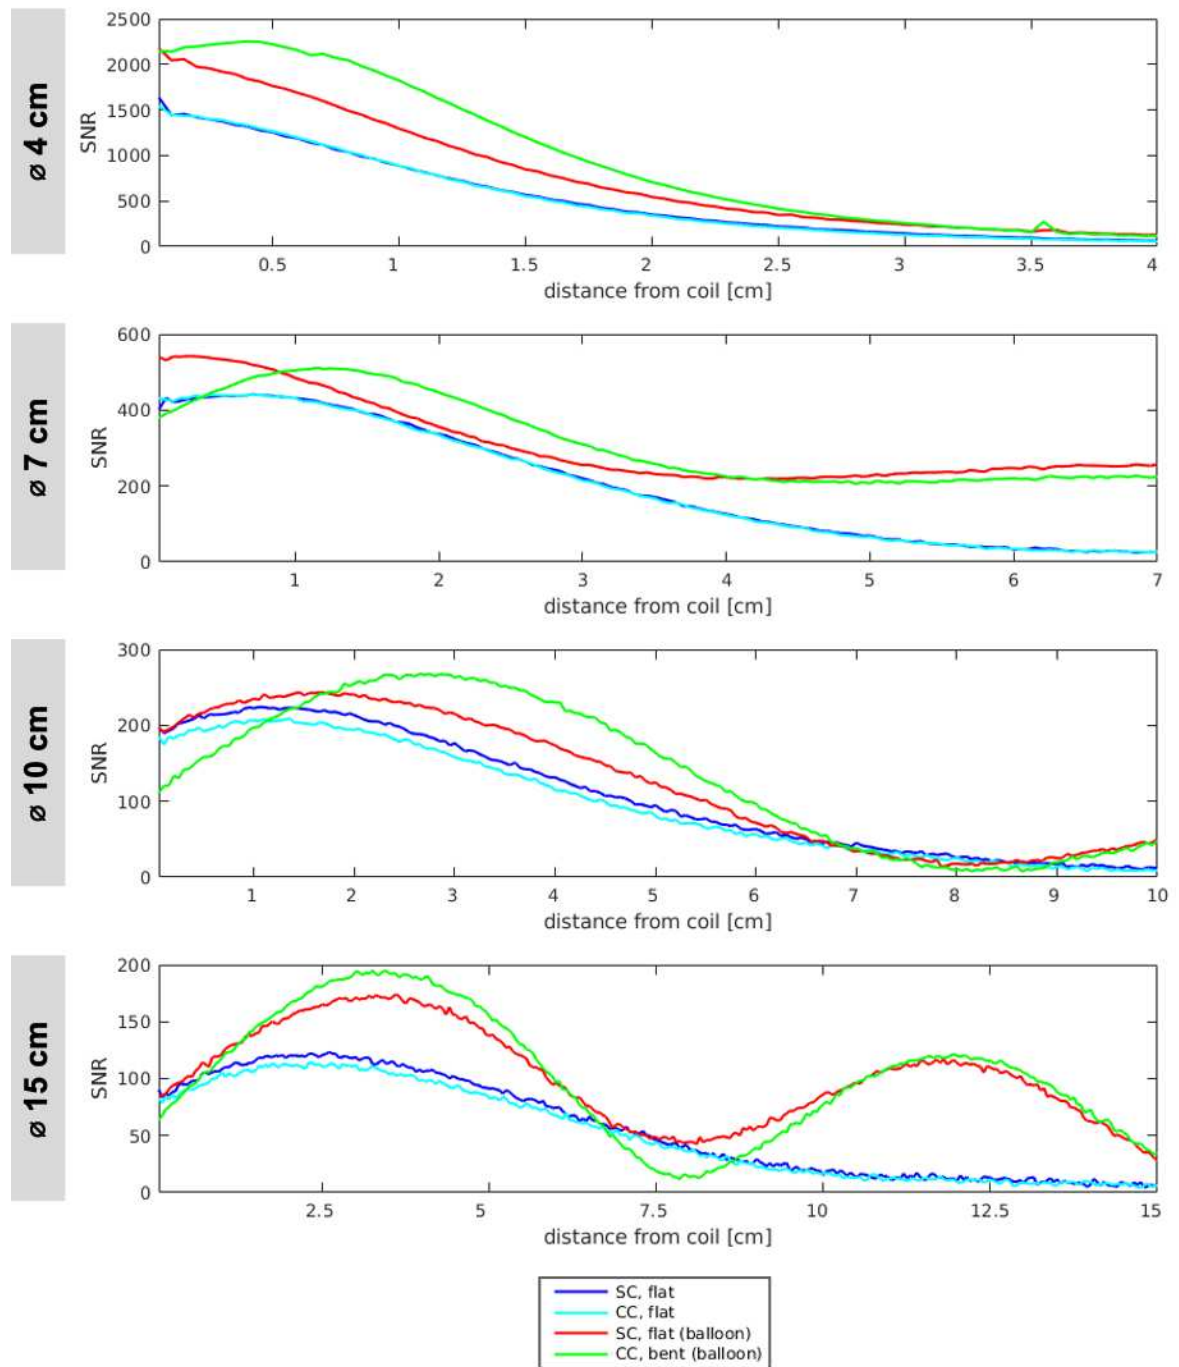 ø 4 cm
2500
2000
1500
1000
500
0
SNR
0.5 1 1.5 2 2.5 3 3.5 4
distance from coil [cm]
ø 7 cm
600
400
200
0
SNR
1 2 3 4 5 6 7
distance from coil [cm]
ø 10 cm
300
200
100
0
SNR
1 2 3 4 5 6 7 8 9 10
distance from coil [cm]
ø 15 cm
200
150
100
50
0
SNR
2.5 5 7.5 10 12.5 15
distance from coil [cm]
SC, flat
CC, flat
SC, flat (balloon)
CC, bent (balloon)